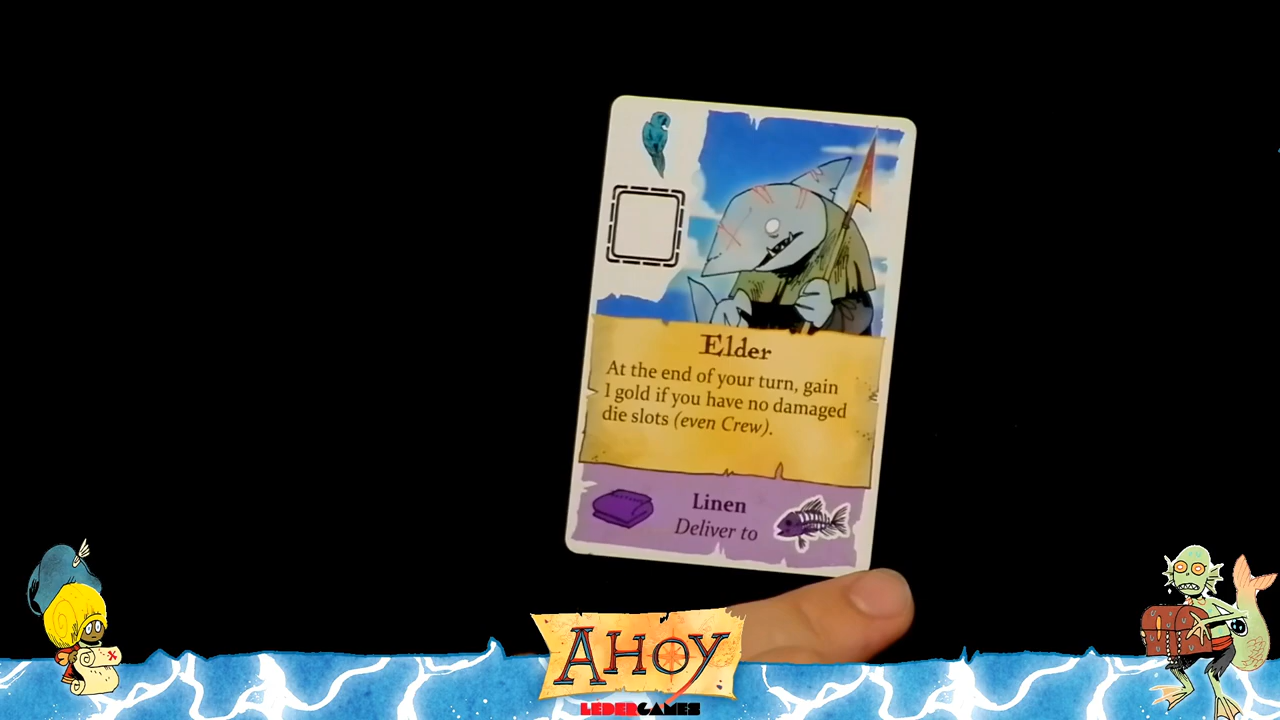 Elder
At the end of your turn, gain
1 gold if you have no damaged
die slots (even Crew).
Linen
Deliver to
AHOY
LEDERGAMES